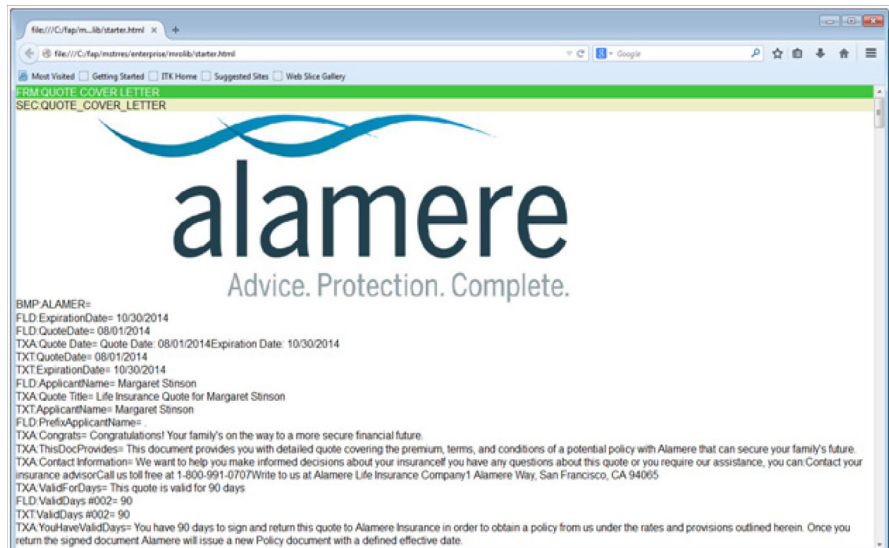 file:///C:/fap/m...lib/starter.html
file:///C:/fap/mstrres/enterprise/mrolib/starter.html
Google
Most Visited Getting Started ITK Home Suggested Sites Web Slice Gallery
FRM:QUOTE COVER LETTER
SEC:QUOTE_COVER_LETTER
alamere
Advice. Protection. Complete.
BMP:ALAMER=
FLD:ExpirationDate= 10/30/2014
FLD:QuoteDate= 08/01/2014
TXA:Quote Date= Quote Date: 08/01/2014Expiration Date: 10/30/2014
TXT:QuoteDate= 08/01/2014
TXT:ExpirationDate= 10/30/2014
FLD:ApplicantName= Margaret Stinson
TXA:Quote Title= Life Insurance Quote for Margaret Stinson
TXT:ApplicantName= Margaret Stinson
FLD:PrefixApplicantName= .
TXA:Congrats= Congratulations! Your family's on the way to a more secure financial future.
TXA:ThisDocProvides= This document provides you with detailed quote covering the premium, terms, and conditions of a potential policy with Alamere that can secure your family's future.
TXA:Contact Information= We want to help you make informed decisions about your insuranceIf you have any questions about this quote or you require our assistance, you can:Contact your
insurance advisorCall us toll free at 1-800-991-0707Write to us at Alamere Life Insurance Company1 Alamere Way, San Francisco, CA 94065
TXA:ValidForDays= This quote is valid for 90 days
FLD:ValidDays #002= 90
TXT:ValidDays #002= 90
TXA:YouHaveValidDays= You have 90 days to sign and return this quote to Alamere Insurance in order to obtain a policy from us under the rates and provisions outlined herein. Once you
return the signed document Alamere will issue a new Policy document with a defined effective date.